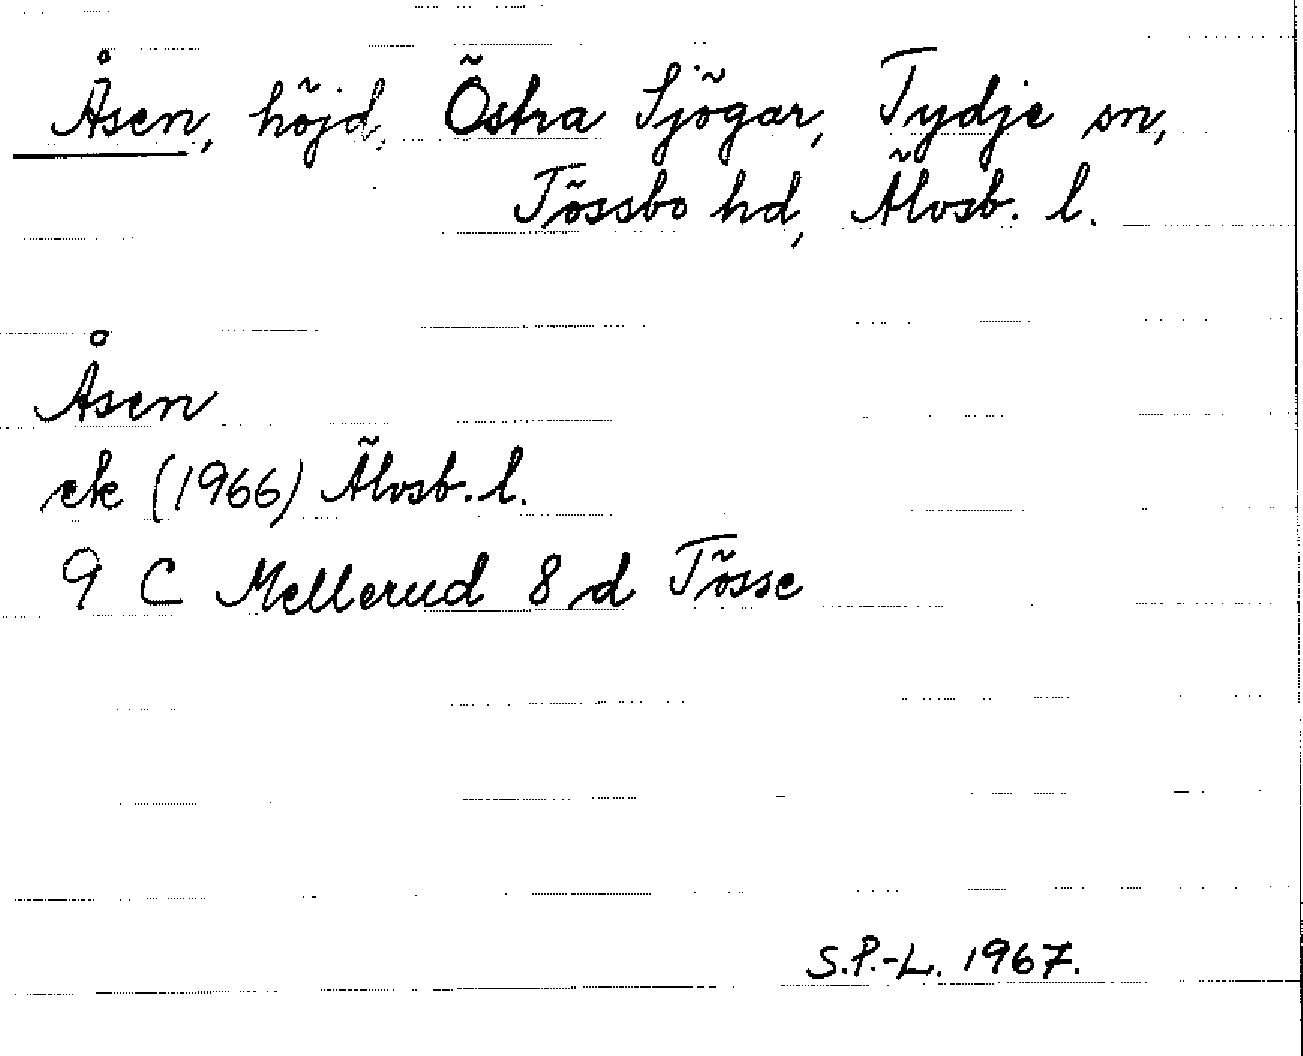 Åsen, höjd, Östra Sjögar, Tydje sn,
Tössbo hd, Älvsb. l.
Åsen
ek (1966) Älvsb. l.
9 C Mellerud 8 d Tösse
S.P.-L. 1967.